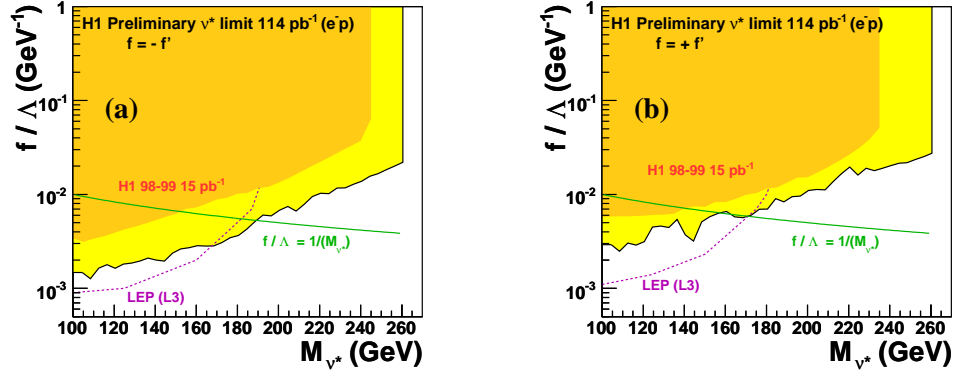 H1 Preliminary ν* limit 114 pb⁻¹ (e⁻p)
f = - f'
(a)
H1 98-99 15 pb⁻¹
f / Λ = 1/(M_ν*)
LEP (L3)
f / Λ (GeV⁻¹)
1
10⁻¹
10⁻²
10⁻³
100 120 140 160 180 200 220 240 260
M_ν* (GeV)
H1 Preliminary ν* limit 114 pb⁻¹ (e⁻p)
f = + f'
(b)
H1 98-99 15 pb⁻¹
f / Λ = 1/(M_ν*)
LEP (L3)
f / Λ (GeV⁻¹)
1
10⁻¹
10⁻²
10⁻³
100 120 140 160 180 200 220 240 260
M_ν* (GeV)